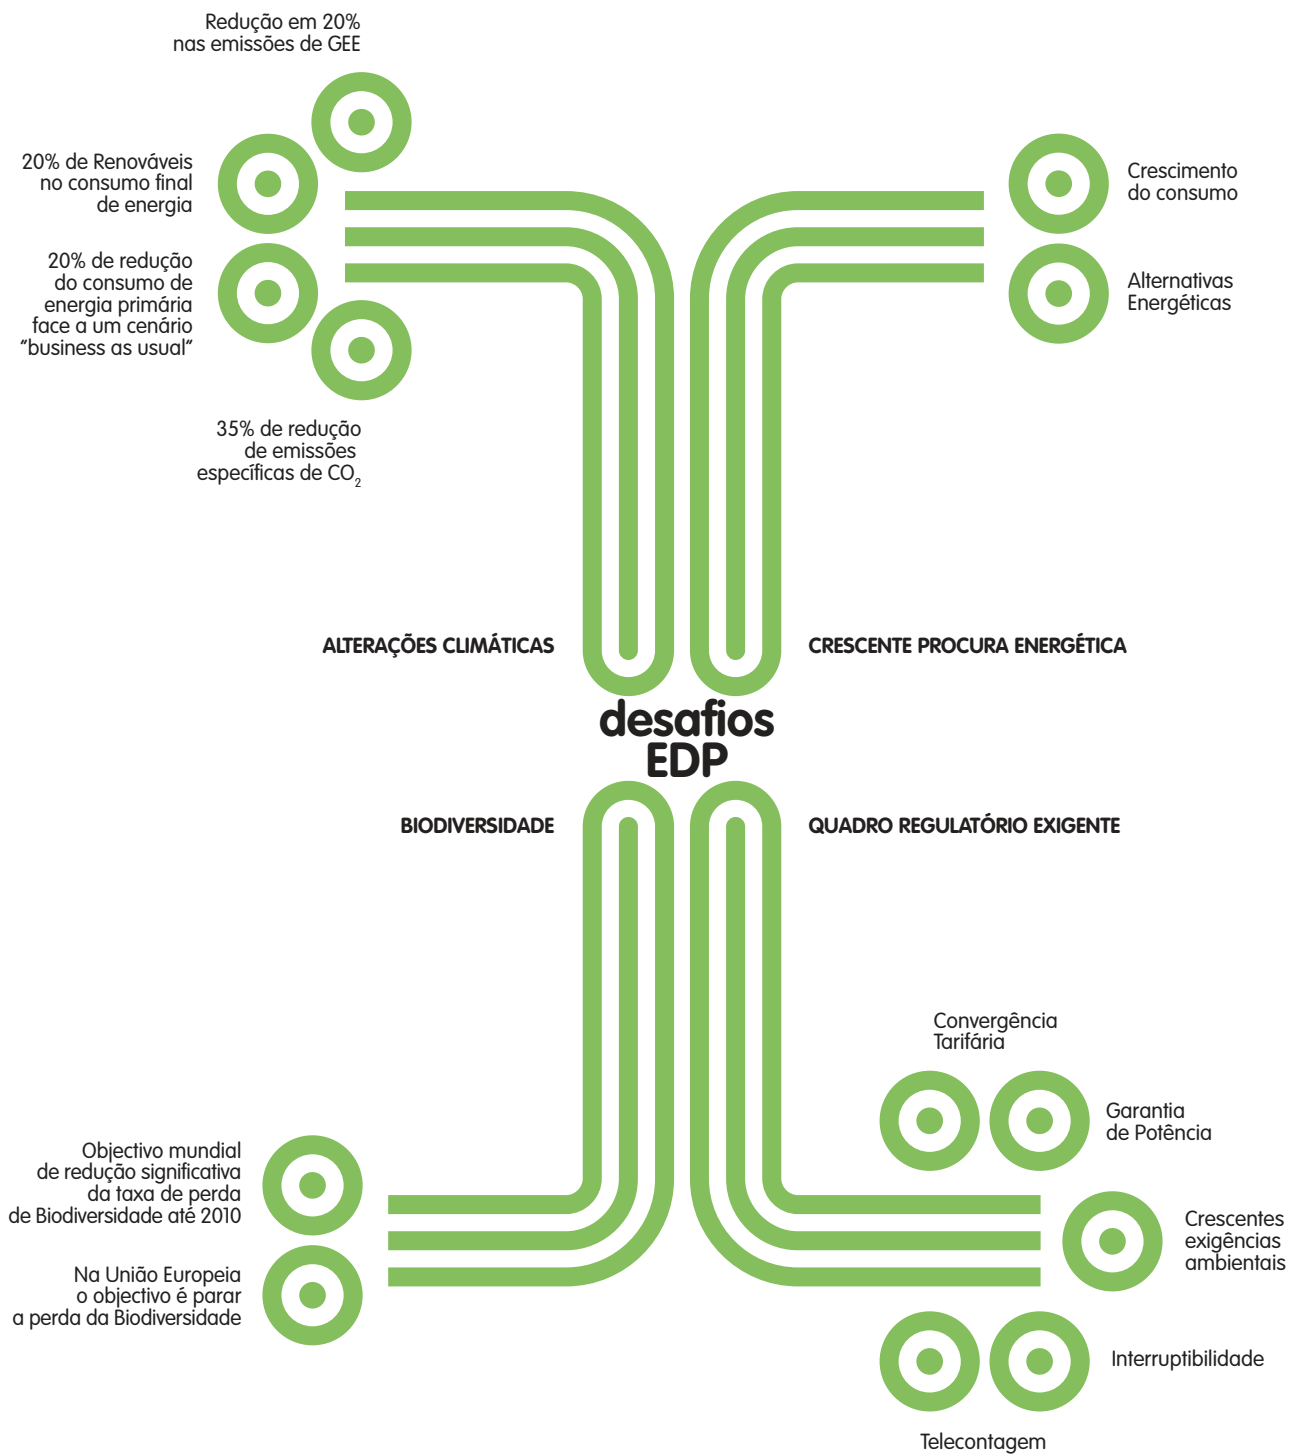 Redução em 20%
nas emissões de GEE
20% de Renováveis
no consumo final
de energia
20% de redução
do consumo de
energia primária
face a um cenário
“business as usual”
35% de redução
de emissões
específicas de CO₂
Crescimento
do consumo
Alternativas
Energéticas
ALTERAÇÕES CLIMÁTICAS
CRESCENTE PROCURA ENERGÉTICA
desafios
EDP
BIODIVERSIDADE
QUADRO REGULATÓRIO EXIGENTE
Objectivo mundial
de redução significativa
da taxa de perda
de Biodiversidade até 2010
Na União Europeia
o objectivo é parar
a perda da Biodiversidade
Convergência
Tarifária
Garantia
de Potência
Crescentes
exigências
ambientais
Interruptibilidade
Telecontagem